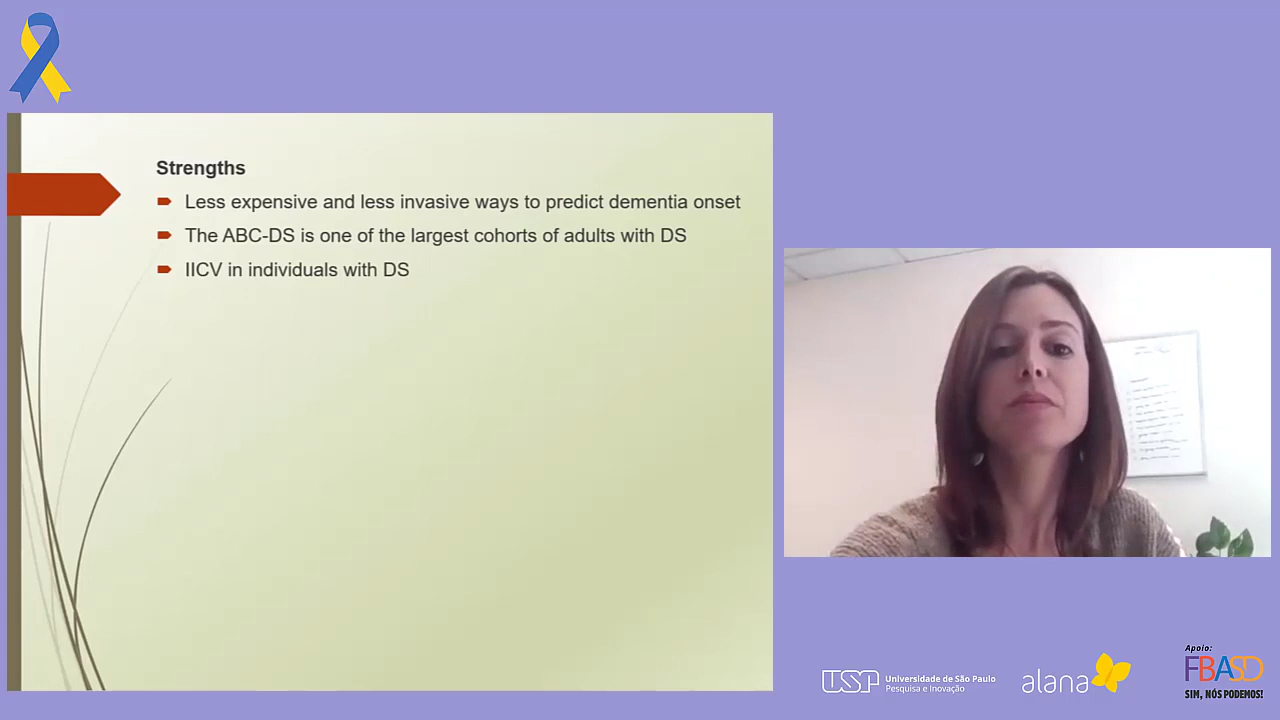 Strengths
Less expensive and less invasive ways to predict dementia onset
The ABC-DS is one of the largest cohorts of adults with DS
IICV in individuals with DS
USP Universidade de São Paulo
Pesquisa e Inovação
alana
Apoio:
FBASD
SIM, NÓS PODEMOS!